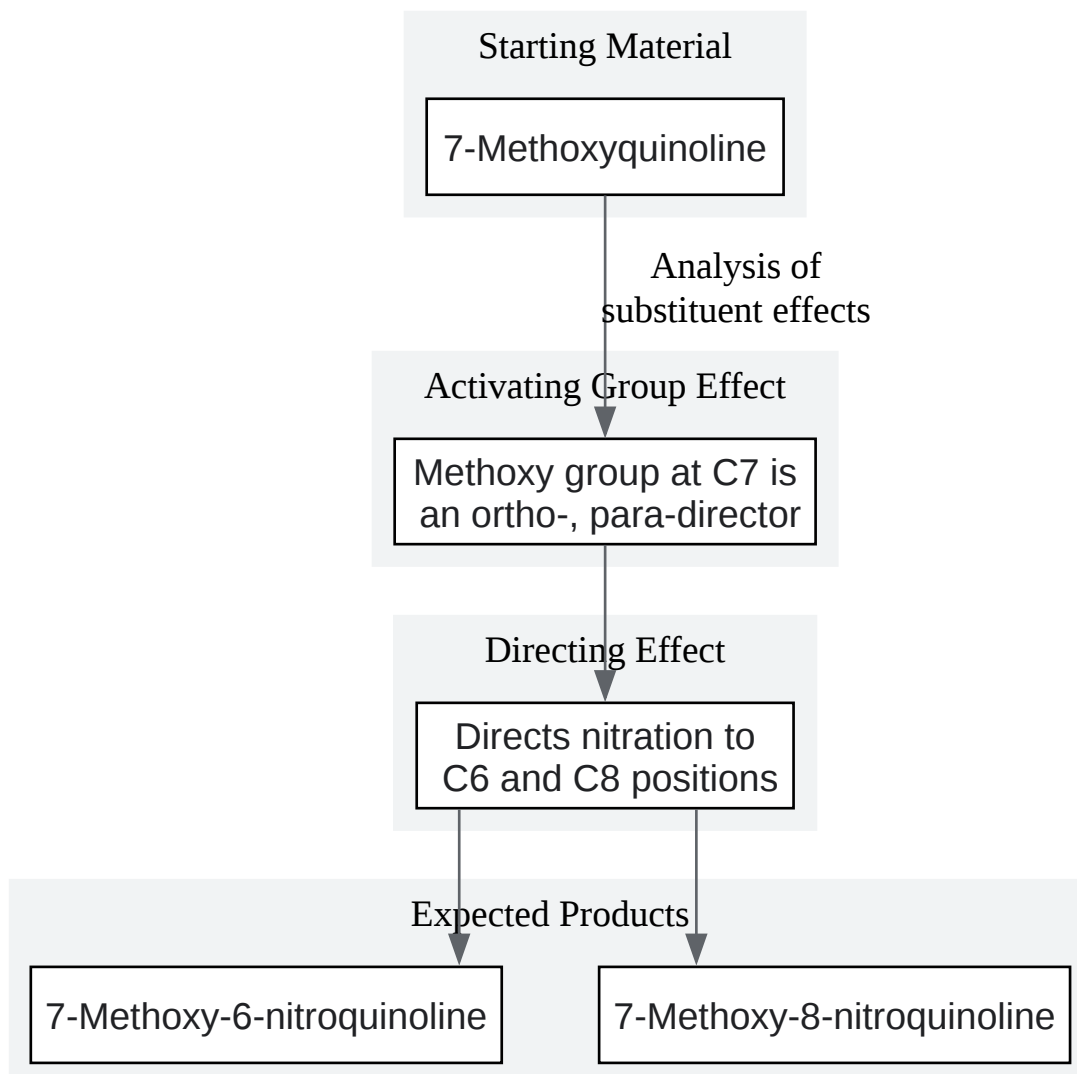 Starting Material
7-Methoxyquinoline
Analysis of
substituent effects
Activating Group Effect
Methoxy group at C7 is
an ortho-, para-director
Directing Effect
Directs nitration to
C6 and C8 positions
Expected Products
7-Methoxy-6-nitroquinoline
7-Methoxy-8-nitroquinoline